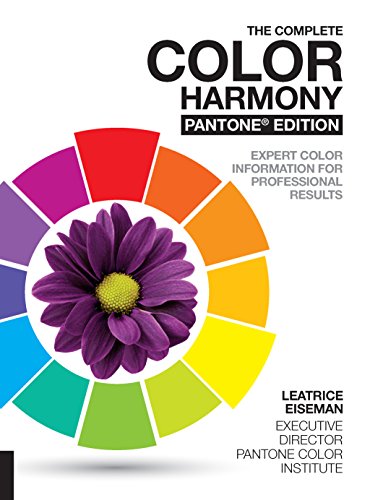 THE COMPLETE
COLOR
HARMONY
PANTONE® EDITION
EXPERT COLOR
INFORMATION FOR
PROFESSIONAL
RESULTS
LEATRICE
EISEMAN
EXECUTIVE
DIRECTOR
PANTONE COLOR
INSTITUTE